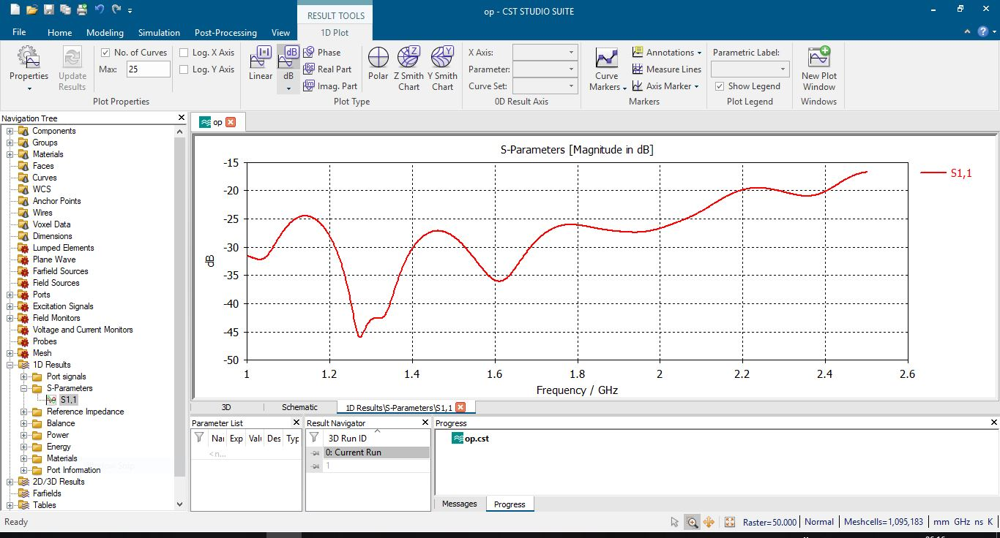 op - CST STUDIO SUITE
RESULT TOOLS
File Home Modeling Simulation Post-Processing View 1D Plot
Properties
Update Results
No. of Curves
Max: 25
Log. X Axis
Log. Y Axis
Plot Properties
Linear
dB
Phase
Real Part
Imag. Part
Polar
Z Smith Chart
Y Smith Chart
Plot Type
X Axis:
Parameter:
Curve Set:
0D Result Axis
Curve Markers
Annotations
Measure Lines
Axis Marker
Markers
Parametric Label:
Show Legend
Plot Legend
New Plot Window
Windows
Navigation Tree
Components
Groups
Materials
Faces
Curves
WCS
Anchor Points
Wires
Voxel Data
Dimensions
Lumped Elements
Plane Wave
Farfield Sources
Field Sources
Ports
Excitation Signals
Field Monitors
Voltage and Current Monitors
Probes
Mesh
1D Results
Port signals
S-Parameters
S1,1
Reference Impedance
Balance
Power
Energy
Materials
Port Information
2D/3D Results
Farfields
Tables
op
S-Parameters [Magnitude in dB]
-15
-20
-25
-30
-35
-40
-45
-50
dB
1 1.2 1.4 1.6 1.8 2 2.2 2.4 2.6
Frequency / GHz
S1,1
3D Schematic 1D Results\S-Parameters\S1,1
Parameter List
Nai Exp Valu Des Typ
<n...
Result Navigator
3D Run ID
0: Current Run
1
Progress
op.cst
Messages Progress
Ready
Raster=50.000 Normal Meshcells=1,095,183 mm GHz ns K